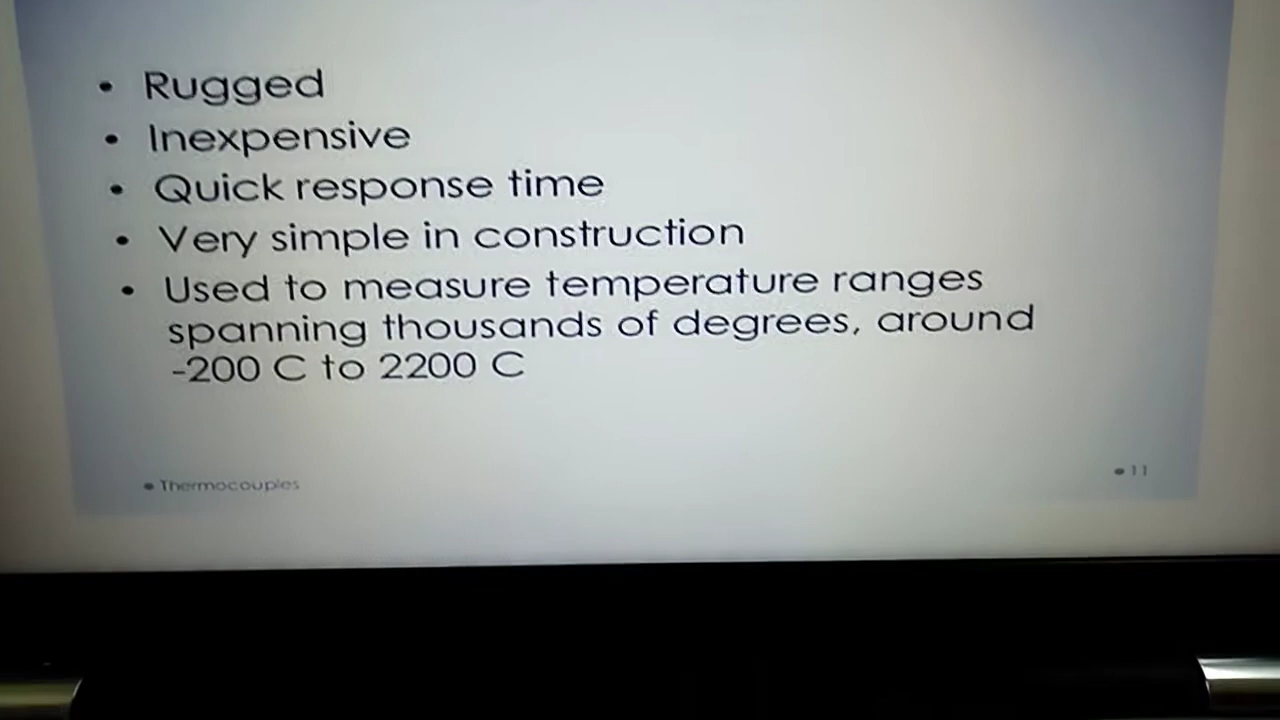 • Rugged
• Inexpensive
• Quick response time
• Very simple in construction
• Used to measure temperature ranges
spanning thousands of degrees, around
-200 C to 2200 C
• Thermocouples
• 11